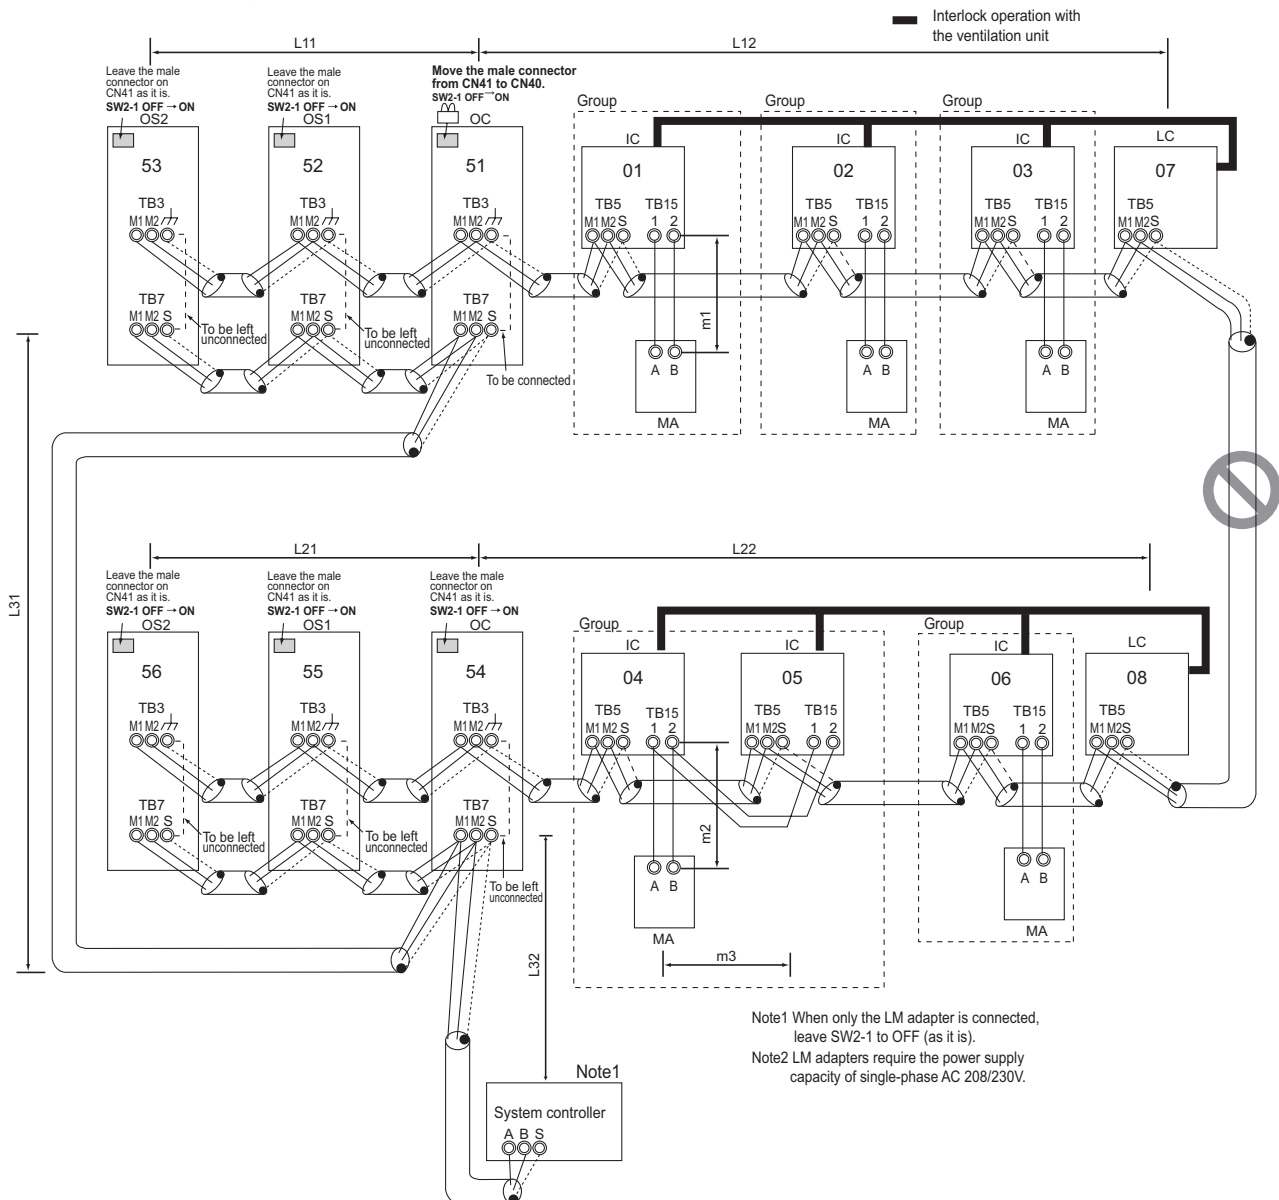 Interlock operation with
the ventilation unit
L11
L12
Leave the male
connector on
CN41 as it is.
SW2-1 OFF → ON
OS2
Leave the male
connector on
CN41 as it is.
SW2-1 OFF → ON
OS1
Move the male connector
from CN41 to CN40.
SW2-1 OFF → ON
OC
Group
Group
Group
IC
IC
IC
LC
53
52
51
01
02
03
07
TB3
TB3
TB3
TB5
TB15
TB5
TB15
TB5
TB15
TB5
M1 M2
M1 M2
M1 M2
M1 M2 S
1 2
M1 M2 S
1 2
M1 M2 S
1 2
M1 M2 S
TB7
TB7
TB7
M1 M2 S
M1 M2 S
M1 M2 S
To be left
unconnected
To be left
unconnected
To be connected
m1
A B
A B
A B
MA
MA
MA
L31
L21
L22
Leave the male
connector on
CN41 as it is.
SW2-1 OFF → ON
OS2
Leave the male
connector on
CN41 as it is.
SW2-1 OFF → ON
OS1
Leave the male
connector on
CN41 as it is.
SW2-1 OFF → ON
OC
Group
Group
IC
IC
IC
LC
56
55
54
04
05
06
08
TB3
TB3
TB3
TB5
TB15
TB5
TB15
TB5
TB15
TB5
M1 M2
M1 M2
M1 M2
M1 M2 S
1 2
M1 M2S
1 2
M1 M2S
1 2
M1 M2S
TB7
TB7
TB7
M1 M2 S
M1 M2 S
M1 M2 S
To be left
unconnected
To be left
unconnected
To be left
unconnected
m2
A B
A B
MA
MA
m3
L32
Note1 When only the LM adapter is connected,
leave SW2-1 to OFF (as it is).
Note2 LM adapters require the power supply
capacity of single-phase AC 208/230V.
Note1
System controller
A B S